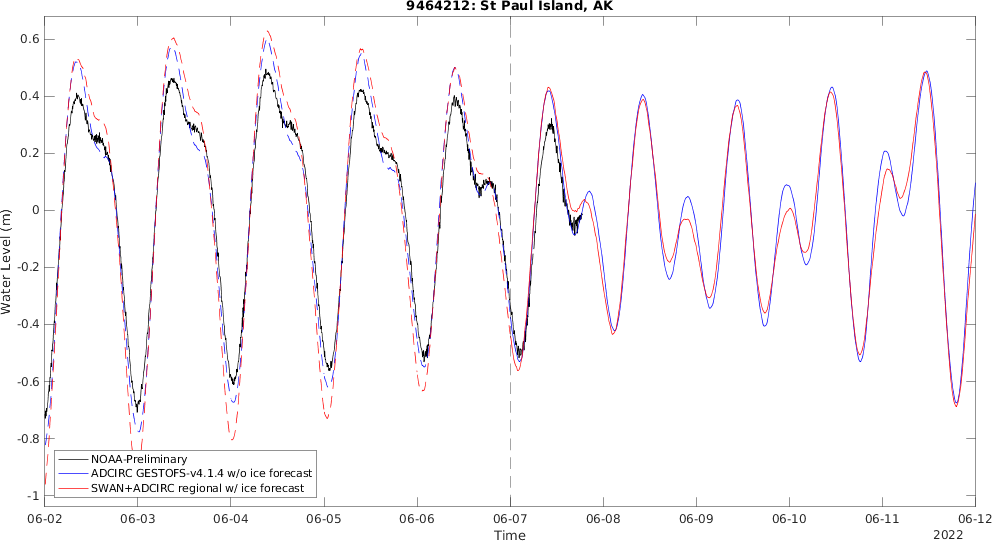 9464212: St Paul Island, AK
0.6
0.4
0.2
0
-0.2
-0.4
-0.6
-0.8
-1
Water Level (m)
NOAA-Preliminary
ADCIRC GESTOFS-v4.1.4 w/o ice forecast
SWAN+ADCIRC regional w/ ice forecast
06-02 06-03 06-04 06-05 06-06 06-07 06-08 06-09 06-10 06-11 06-12
Time
2022